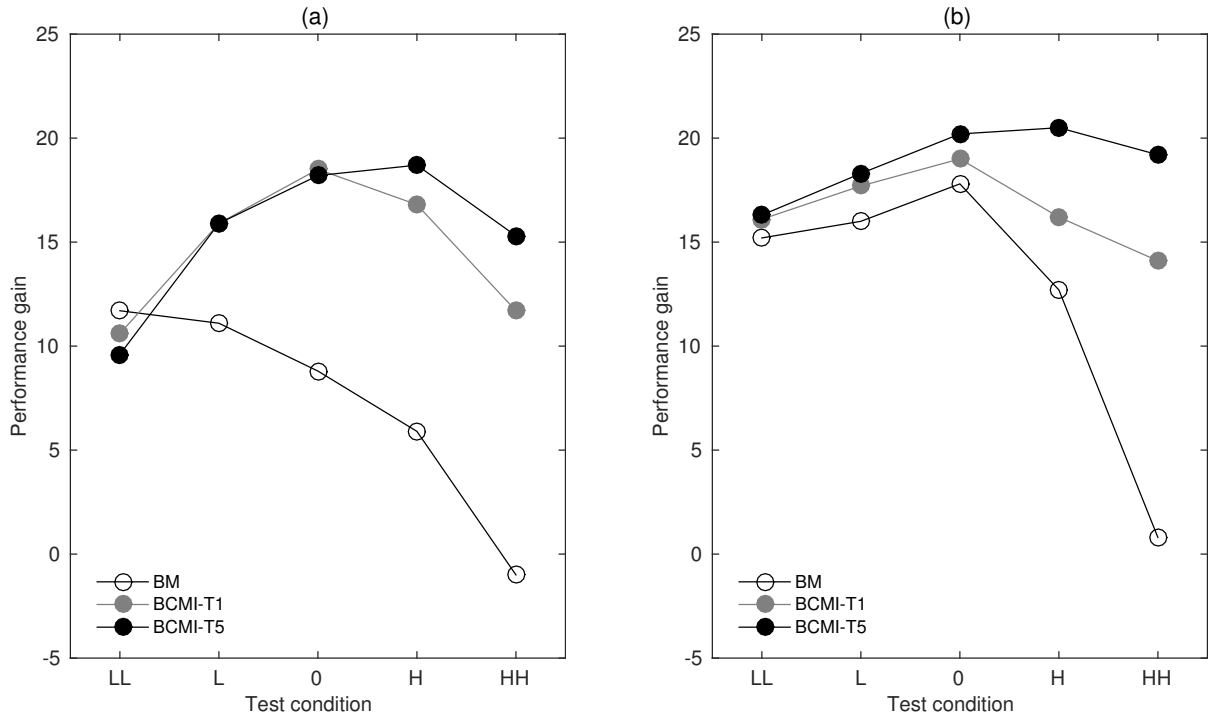 (a)
25
20
15
10
5
0
-5
Performance gain
BM
BCMI-T1
BCMI-T5
LL L 0 H HH
Test condition
(b)
25
20
15
10
5
0
-5
Performance gain
BM
BCMI-T1
BCMI-T5
LL L 0 H HH
Test condition